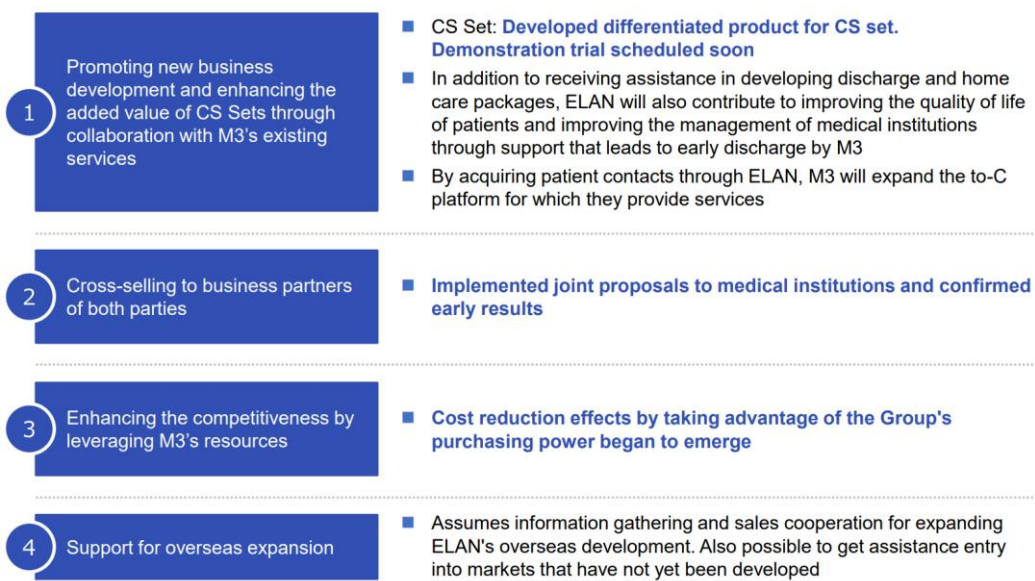 1
Promoting new business
development and enhancing the
added value of CS Sets through
collaboration with M3's existing
services
■ CS Set: Developed differentiated product for CS set.
Demonstration trial scheduled soon
■ In addition to receiving assistance in developing discharge and home
care packages, ELAN will also contribute to improving the quality of life
of patients and improving the management of medical institutions
through support that leads to early discharge by M3
■ By acquiring patient contacts through ELAN, M3 will expand the to-C
platform for which they provide services
2
Cross-selling to business partners
of both parties
■ Implemented joint proposals to medical institutions and confirmed
early results
3
Enhancing the competitiveness by
leveraging M3's resources
■ Cost reduction effects by taking advantage of the Group's
purchasing power began to emerge
4
Support for overseas expansion
■ Assumes information gathering and sales cooperation for expanding
ELAN's overseas development. Also possible to get assistance entry
into markets that have not yet been developed